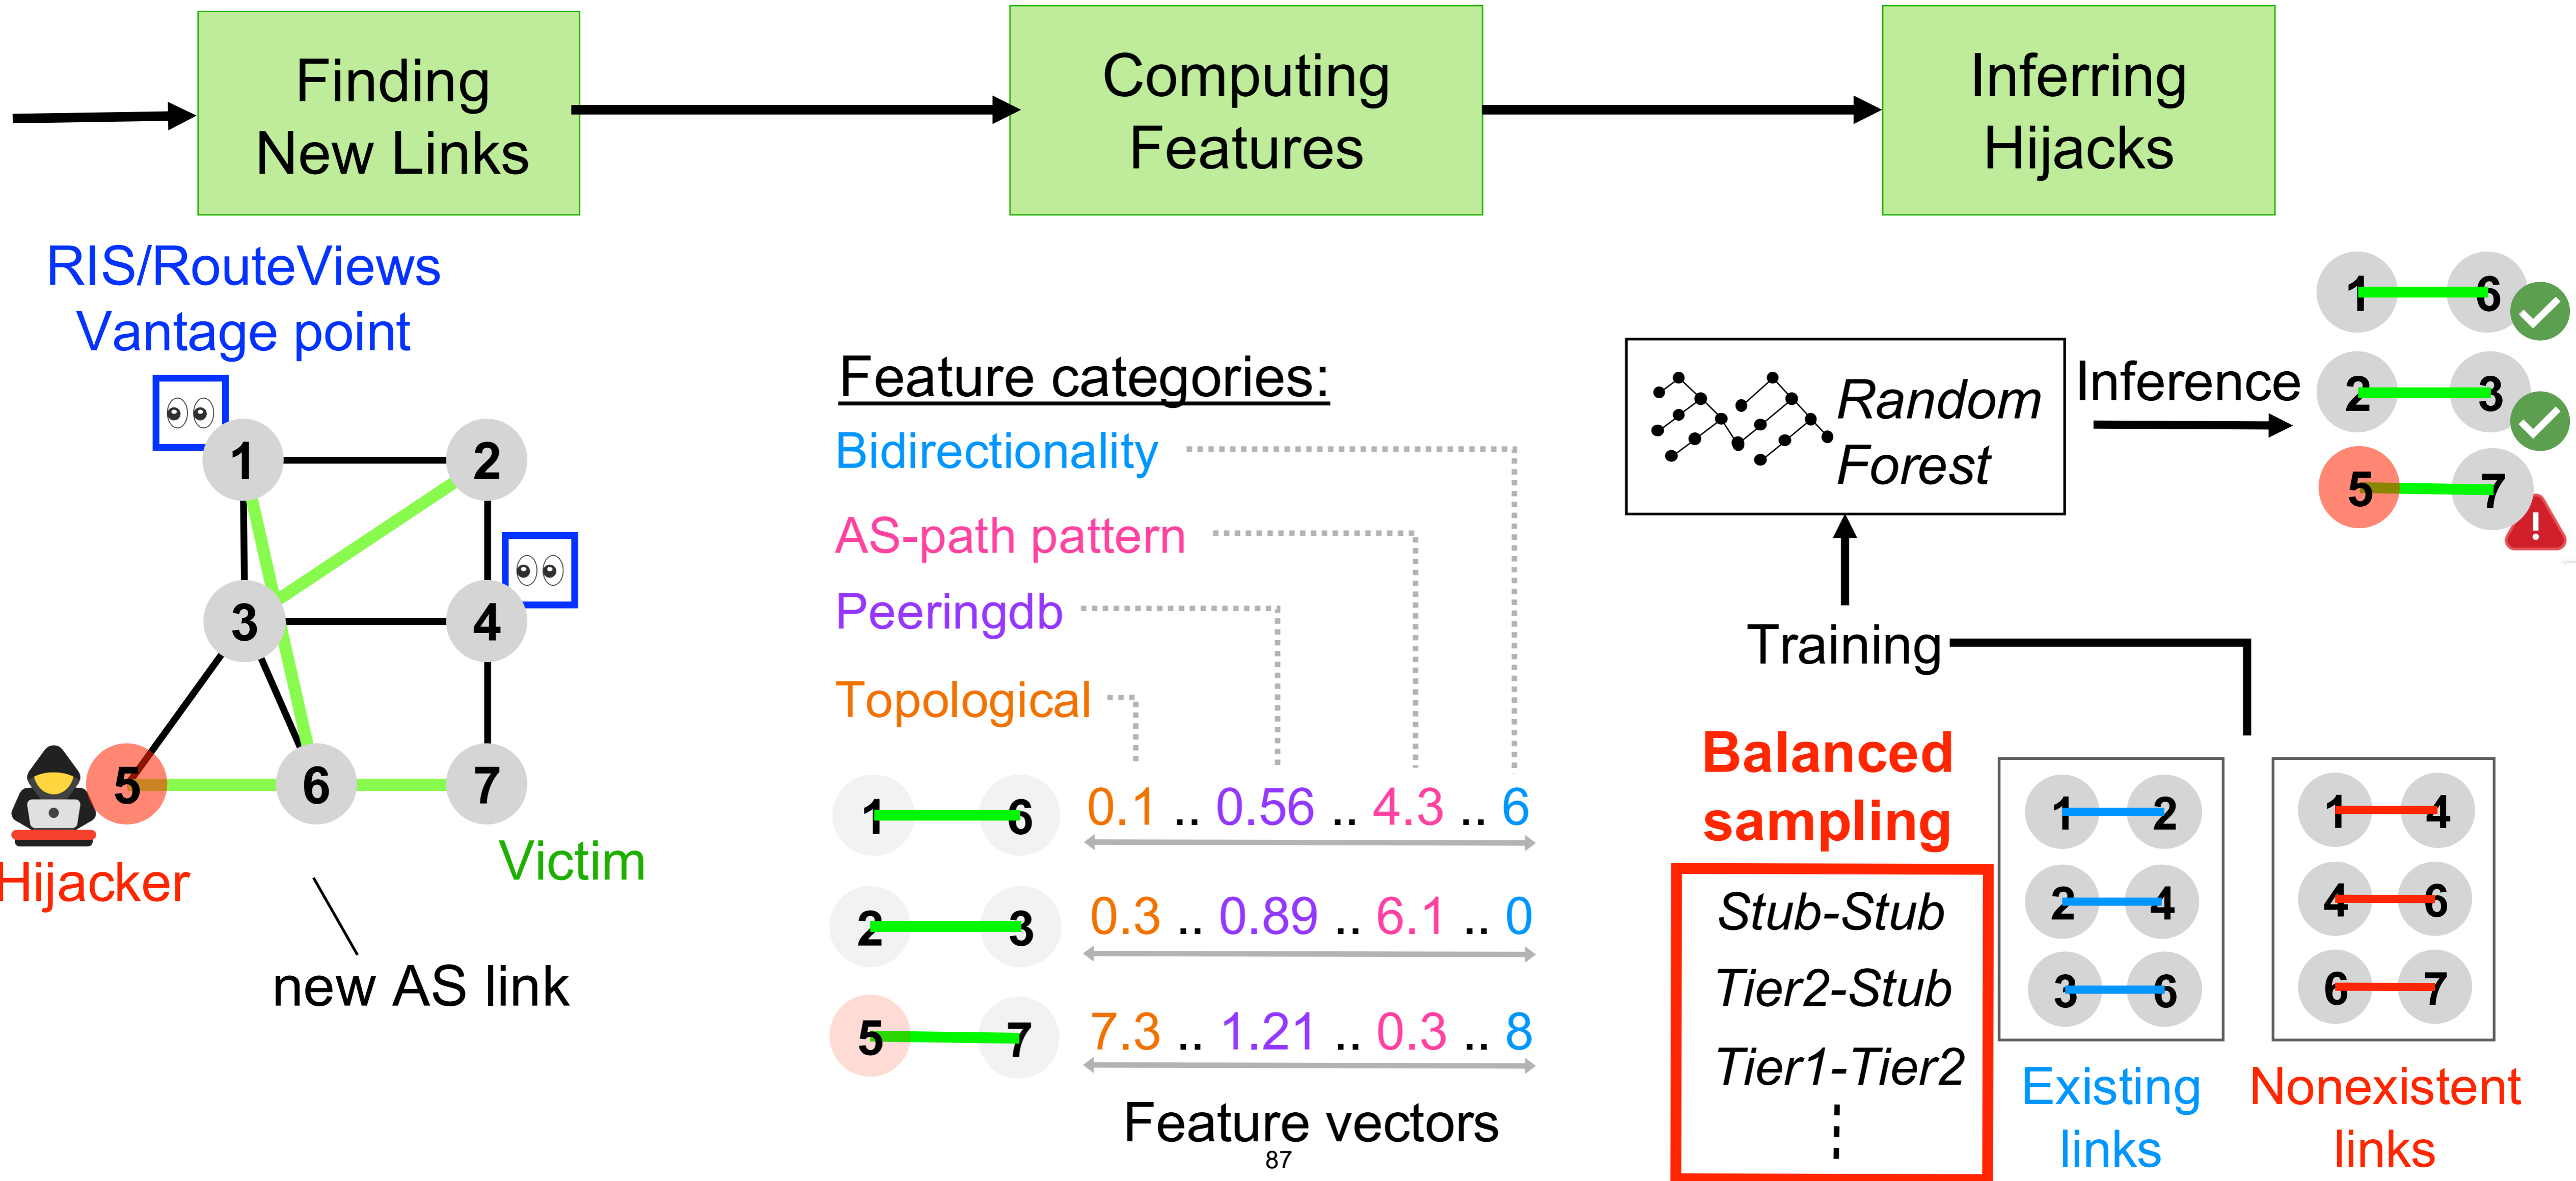 Finding
New Links
Computing
Features
Inferring
Hijacks
RIS/RouteViews
Vantage point
1
2
3
4
5
6
7
Hijacker
Victim
new AS link
Feature categories:
Bidirectionality
AS-path pattern
Peeringdb
Topological
1 6 0.1 .. 0.56 .. 4.3 .. 6
2 3 0.3 .. 0.89 .. 6.1 .. 0
5 7 7.3 .. 1.21 .. 0.3 .. 8
Feature vectors
87
Random
Forest
Inference
1 6
2 3
5 7
!
Training
Balanced
sampling
Stub-Stub
Tier2-Stub
Tier1-Tier2
1 2
2 4
3 6
Existing
links
1 4
4 6
6 7
Nonexistent
links